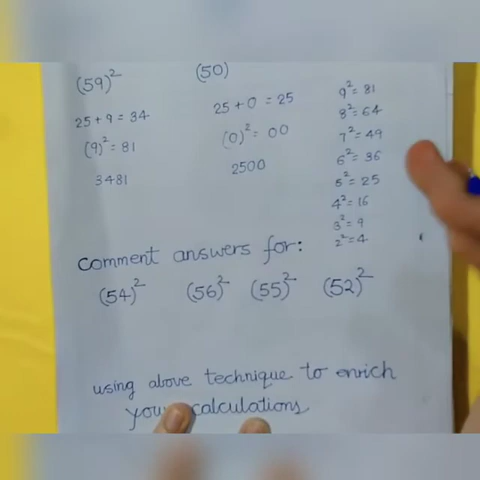 (59)²
25 + 9 = 34
(9)² = 81
3481
(50)
25 + 0 = 25
(0)² = 00
2500
9² = 81
8² = 64
7² = 49
6² = 36
5² = 25
4² = 16
3² = 9
2² = 4
Comment answers for:
(54)² (56)² (55)² (52)²
using above technique to enrich
calculations